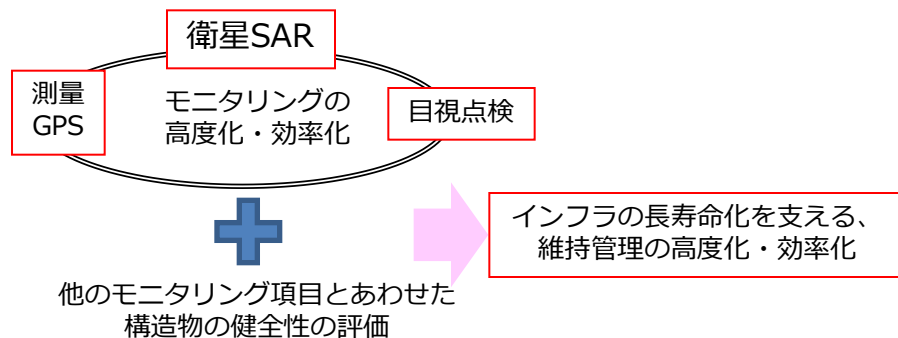 衛星SAR
測量
GPS
モニタリングの
高度化・効率化
目視点検
インフラの長寿命化を支える、
維持管理の高度化・効率化
他のモニタリング項目とあわせた
構造物の健全性の評価